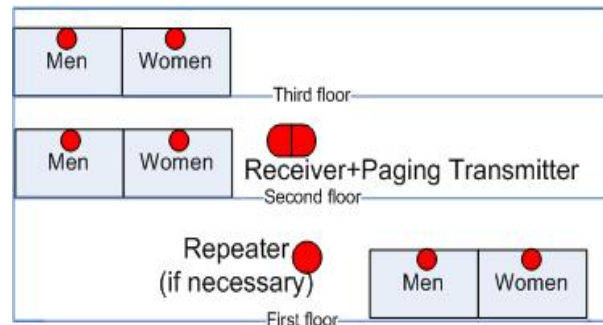 Men Women
Third floor
Men Women
Receiver+Paging Transmitter
Second floor
Repeater
(if necessary)
Men Women
First floor